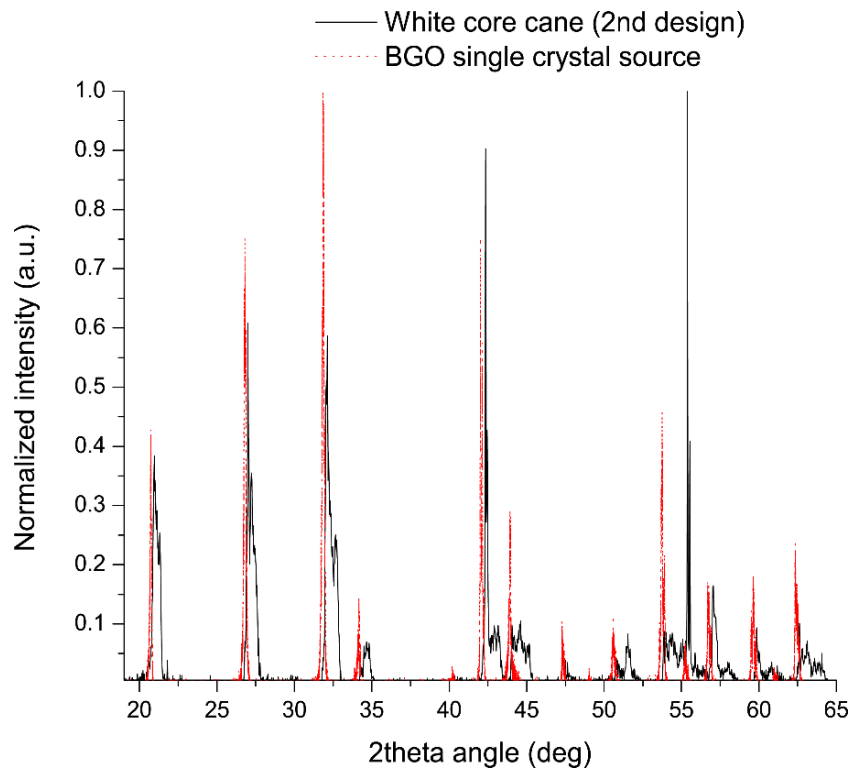 White core cane (2nd design)
BGO single crystal source
1.0
0.9
0.8
0.7
0.6
0.5
0.4
0.3
0.2
0.1
Normalized intensity (a.u.)
20 25 30 35 40 45 50 55 60 65
2theta angle (deg)